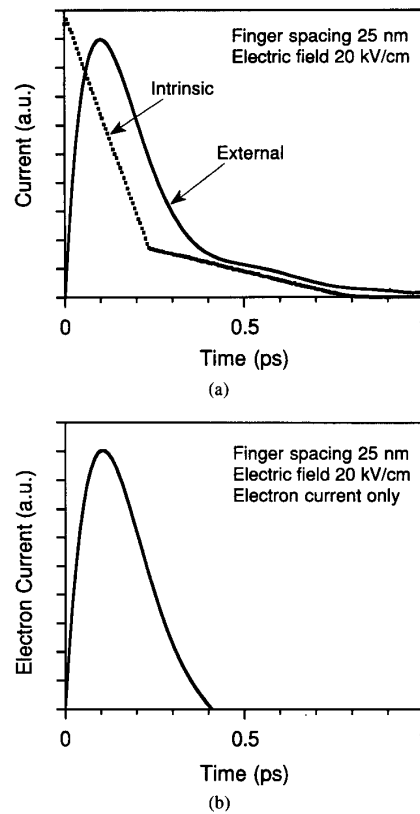 Finger spacing 25 nm
Electric field 20 kV/cm
Intrinsic
External
Current (a.u.)
0
0.5
Time (ps)
(a)
Finger spacing 25 nm
Electric field 20 kV/cm
Electron current only
Electron Current (a.u.)
0
0.5
Time (ps)
(b)